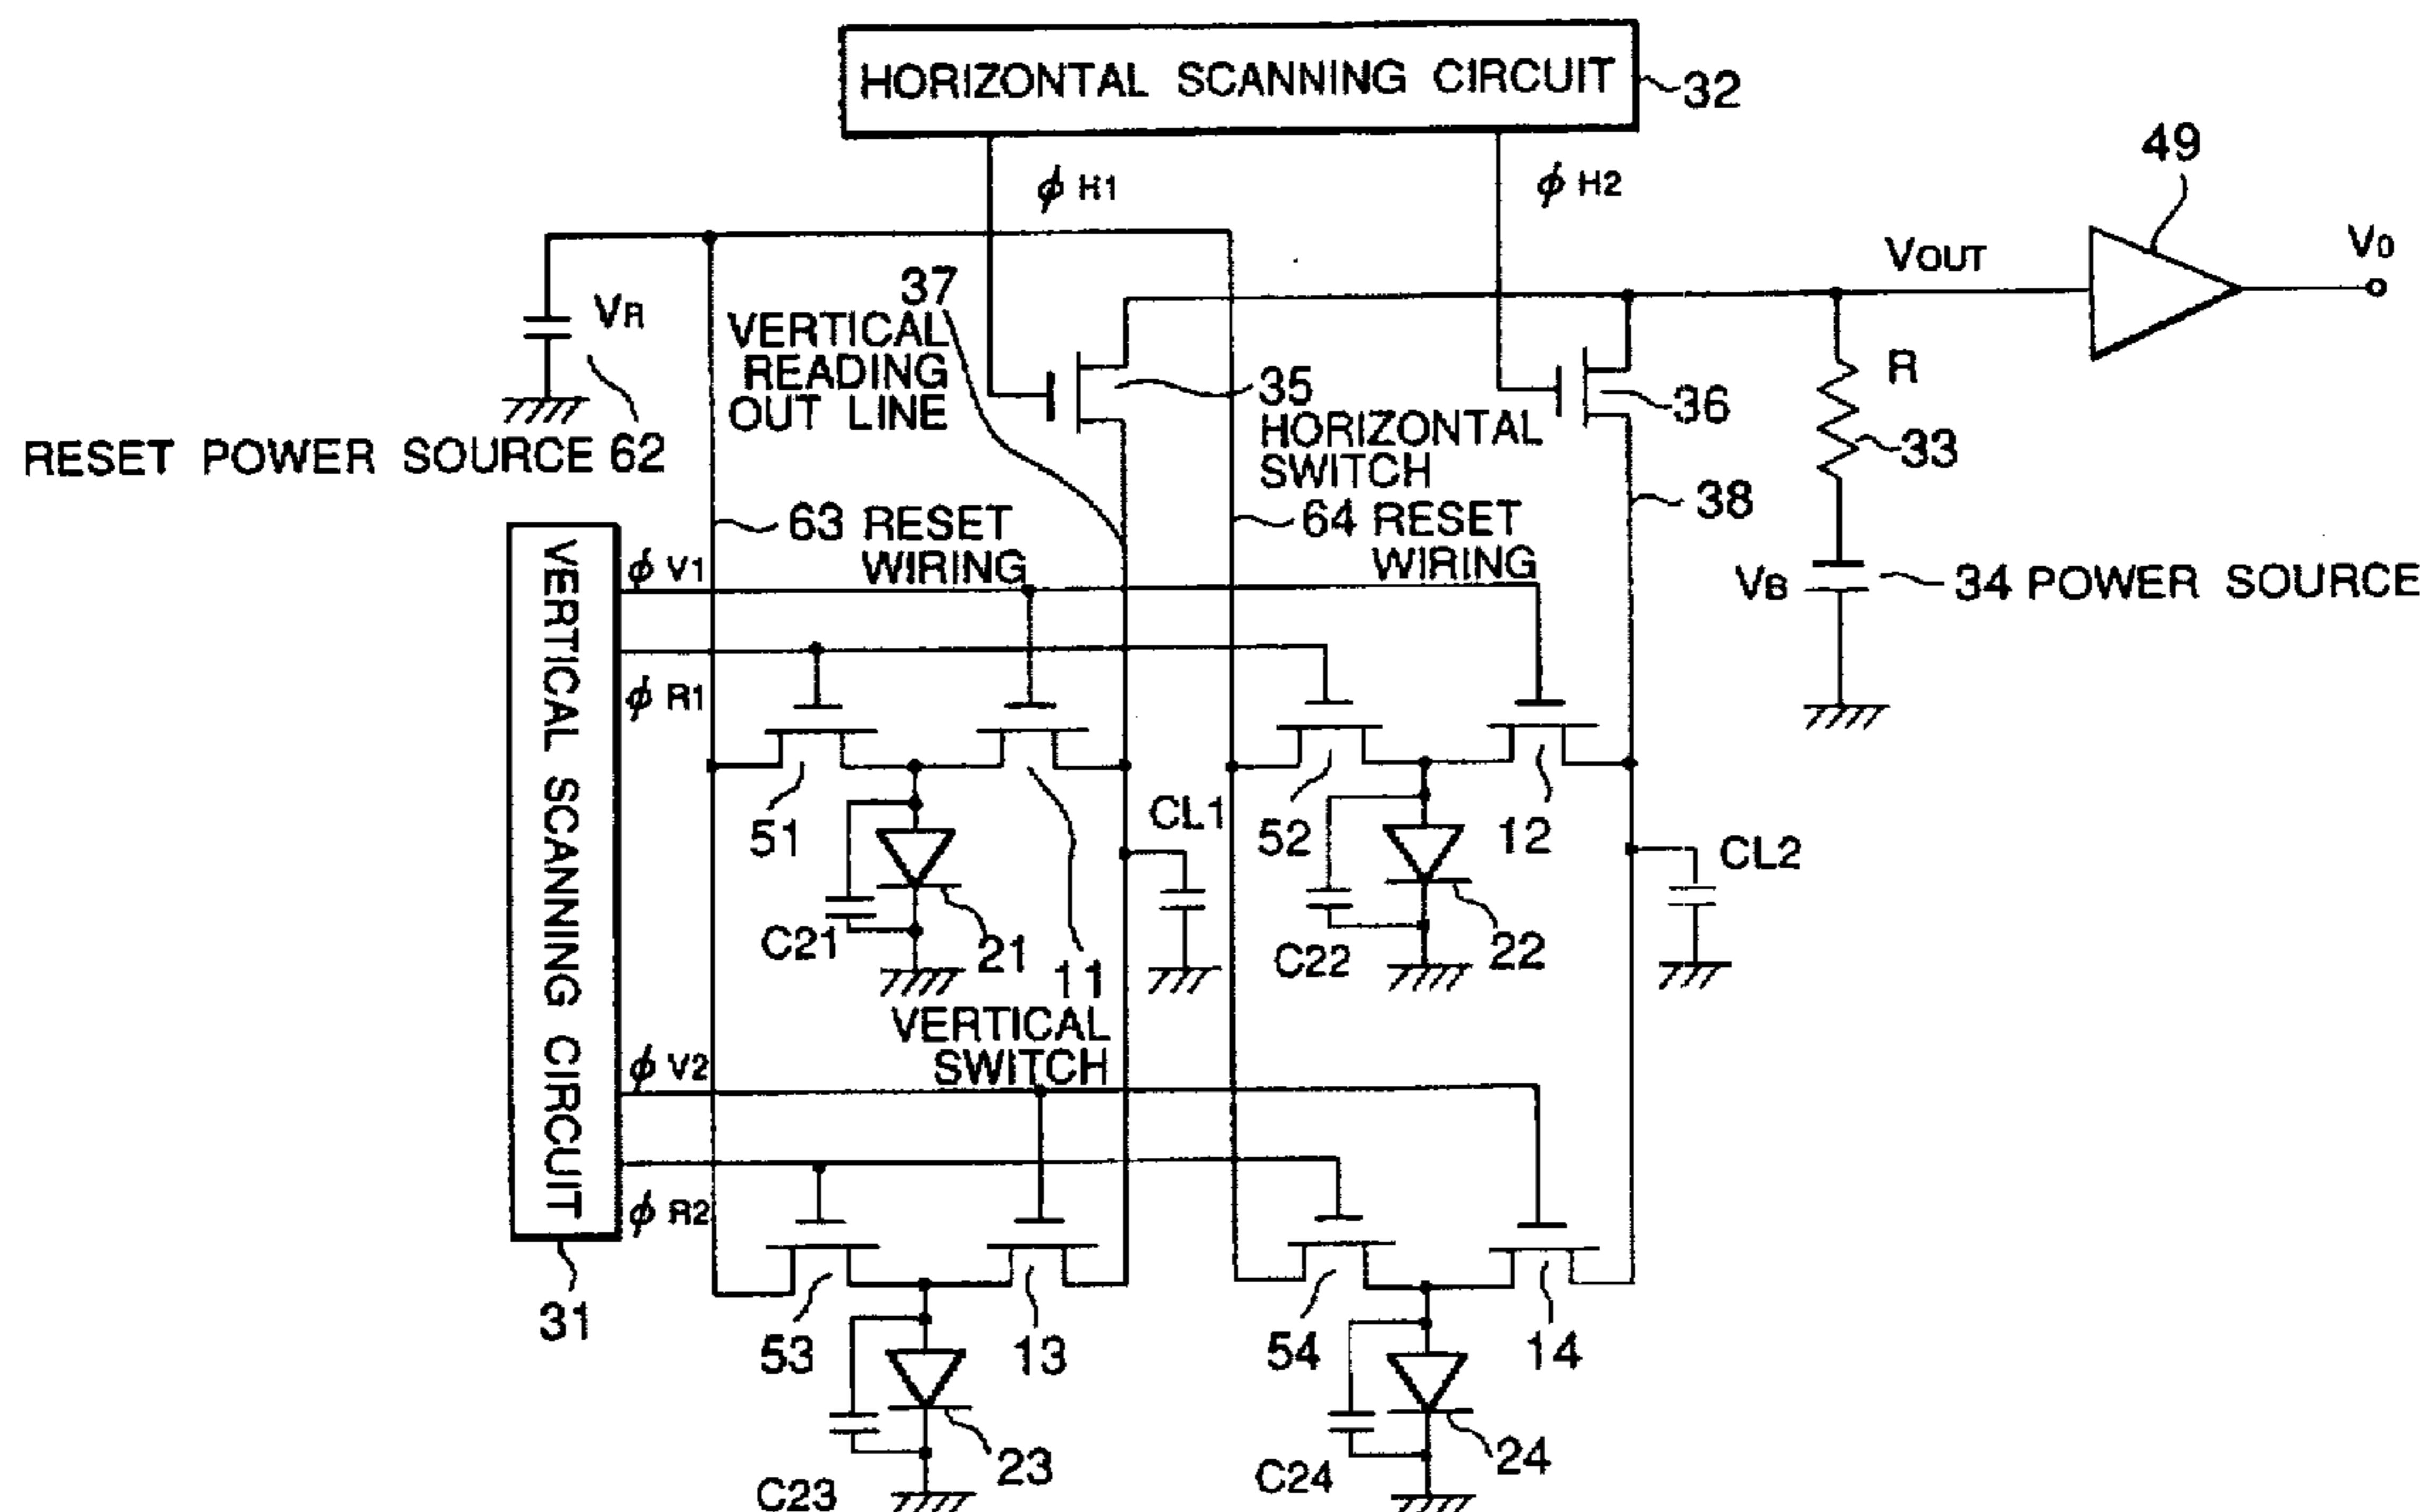 HORIZONTAL SCANNING CIRCUIT
32
49
ϕ H1
ϕ H2
VOUT
V0
37
VR
VERTICAL
READING
OUT LINE
35
HORIZONTAL
SWITCH
36
R
33
RESET POWER SOURCE 62
63 RESET
WIRING
64 RESET
WIRING
38
VB
34 POWER SOURCE
VERTICAL SCANNING CIRCUIT
31
ϕ V1
ϕ R1
51
CL1
52
12
CL2
C21
21
11
VERTICAL
SWITCH
C22
22
ϕ V2
ϕ R2
53
13
54
14
C23
23
C24
24